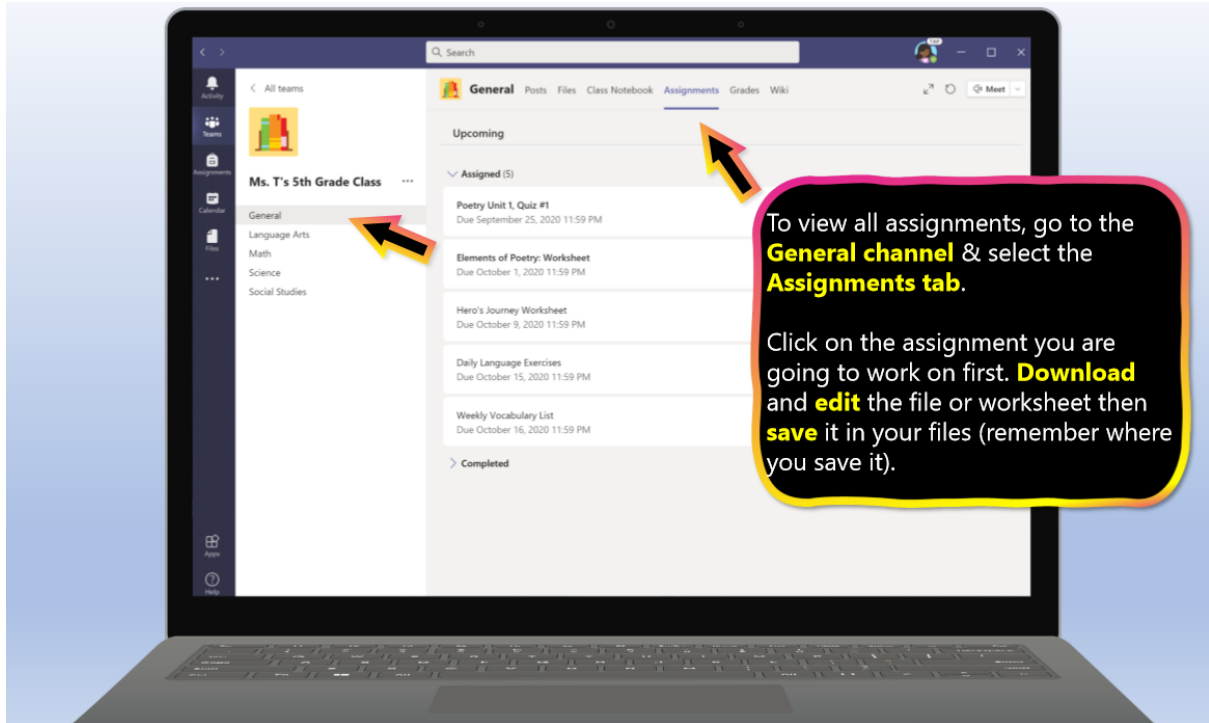 Search
Activity
Teams
Assignments
Calendar
Files
Apps
Help
All teams
Ms. T's 5th Grade Class
General
Language Arts
Math
Science
Social Studies
General Posts Files Class Notebook Assignments Grades Wiki
Meet
Upcoming
Assigned (5)
Poetry Unit 1, Quiz #1
Due September 25, 2020 11:59 PM
Elements of Poetry: Worksheet
Due October 1, 2020 11:59 PM
Hero's Journey Worksheet
Due October 9, 2020 11:59 PM
Daily Language Exercises
Due October 15, 2020 11:59 PM
Weekly Vocabulary List
Due October 16, 2020 11:59 PM
Completed
To view all assignments, go to the
General channel & select the
Assignments tab.
Click on the assignment you are
going to work on first. Download
and edit the file or worksheet then
save it in your files (remember where
you save it).